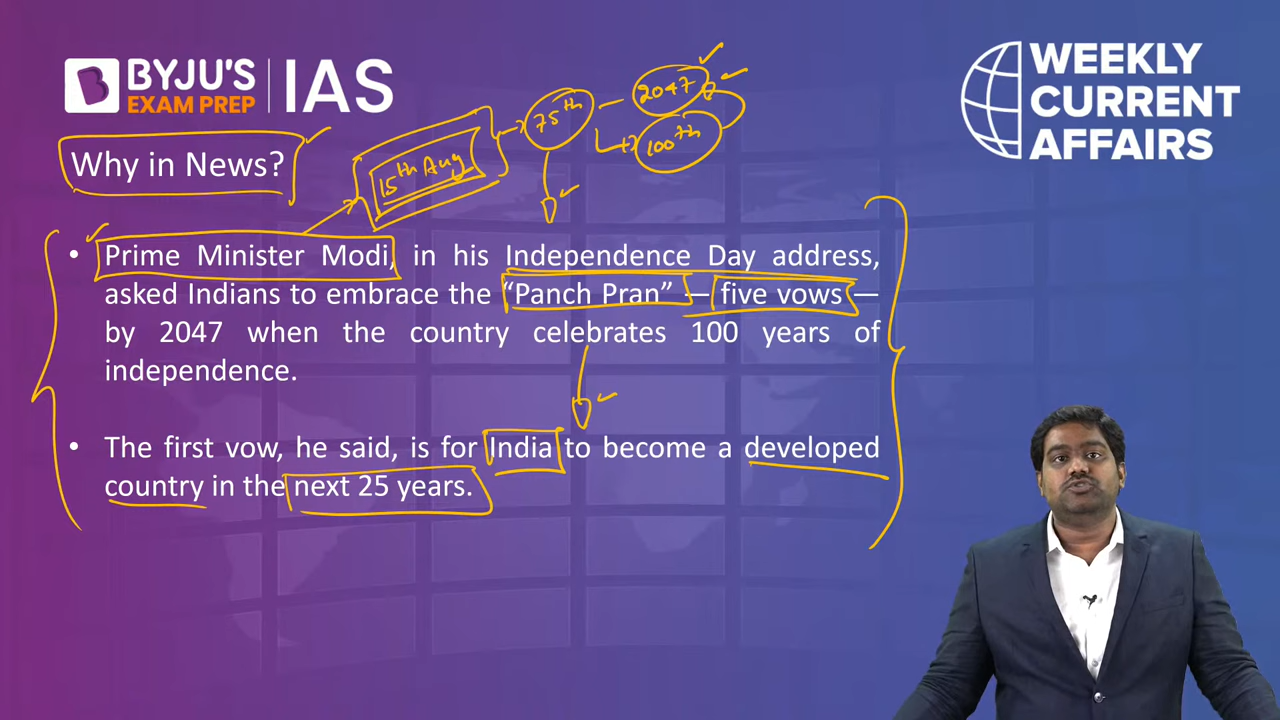 BYJU'S
EXAM PREP
IAS
WEEKLY
CURRENT
AFFAIRS
75th
2047
100th
15th Aug
Why in News?
• Prime Minister Modi, in his Independence Day address,
asked Indians to embrace the “Panch Pran” — five vows —
by 2047 when the country celebrates 100 years of
independence.
• The first vow, he said, is for India to become a developed
country in the next 25 years.